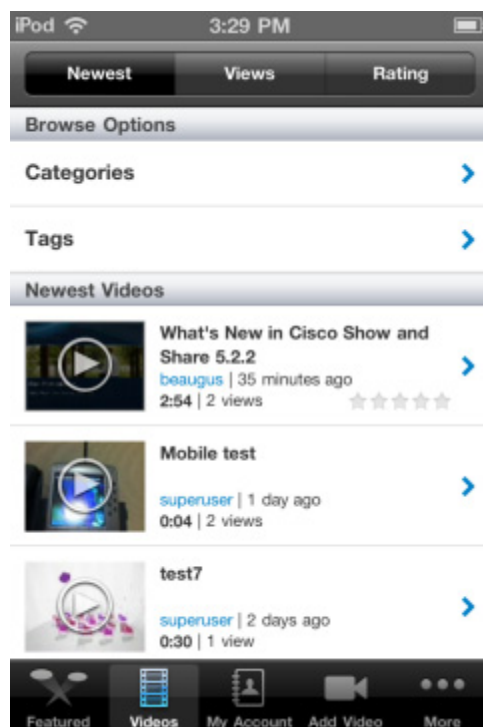 iPod 3:29 PM
Newest Views Rating
Browse Options
Categories
Tags
Newest Videos
What's New in Cisco Show and
Share 5.2.2
beaugus | 35 minutes ago
2:54 | 2 views
Mobile test
superuser | 1 day ago
0:04 | 2 views
test7
superuser | 2 days ago
0:30 | 1 view
Featured Videos My Account Add Video More